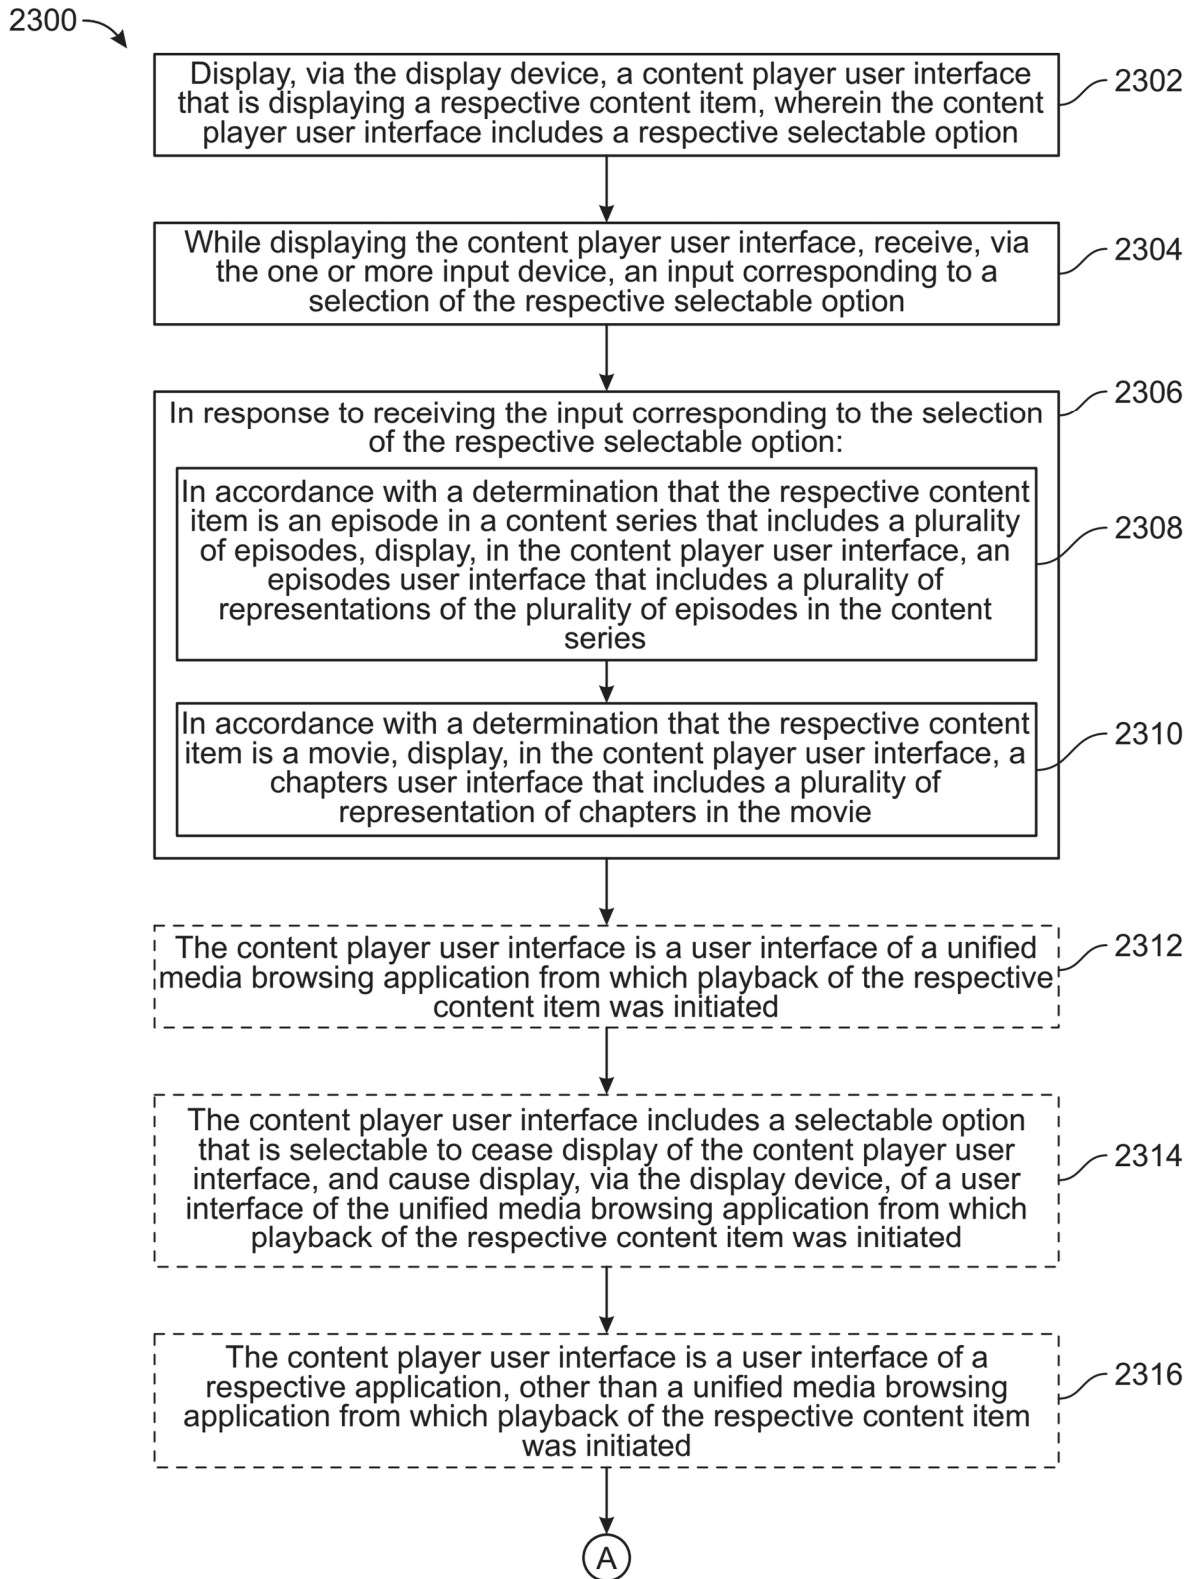 2300
Display, via the display device, a content player user interface
that is displaying a respective content item, wherein the content
player user interface includes a respective selectable option
2302
While displaying the content player user interface, receive, via
the one or more input device, an input corresponding to a
selection of the respective selectable option
2304
In response to receiving the input corresponding to the selection
of the respective selectable option:
2306
In accordance with a determination that the respective content
item is an episode in a content series that includes a plurality
of episodes, display, in the content player user interface, an
episodes user interface that includes a plurality of
representations of the plurality of episodes in the content
series
2308
In accordance with a determination that the respective content
item is a movie, display, in the content player user interface, a
chapters user interface that includes a plurality of
representation of chapters in the movie
2310
The content player user interface is a user interface of a unified
media browsing application from which playback of the respective
content item was initiated
2312
The content player user interface includes a selectable option
that is selectable to cease display of the content player user
interface, and cause display, via the display device, of a user
interface of the unified media browsing application from which
playback of the respective content item was initiated
2314
The content player user interface is a user interface of a
respective application, other than a unified media browsing
application from which playback of the respective content item
was initiated
2316
A